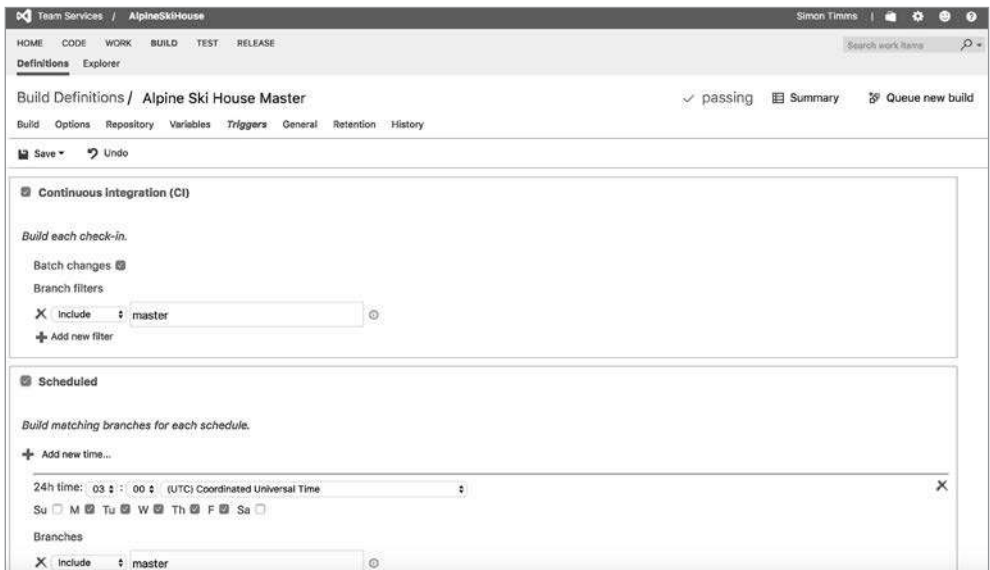 Team Services / AlpineSkiHouse Simon Timms
HOME CODE WORK BUILD TEST RELEASE Search work items
Definitions Explorer
Build Definitions / Alpine Ski House Master passing Summary Queue new build
Build Options Repository Variables Triggers General Retention History
Save Undo
Continuous integration (CI)
Build each check-in.
Batch changes
Branch filters
Include master
Add new filter
Scheduled
Build matching branches for each schedule.
Add new time...
24h time: 03 : 00 (UTC) Coordinated Universal Time
Su M Tu W Th F Sa
Branches
Include master